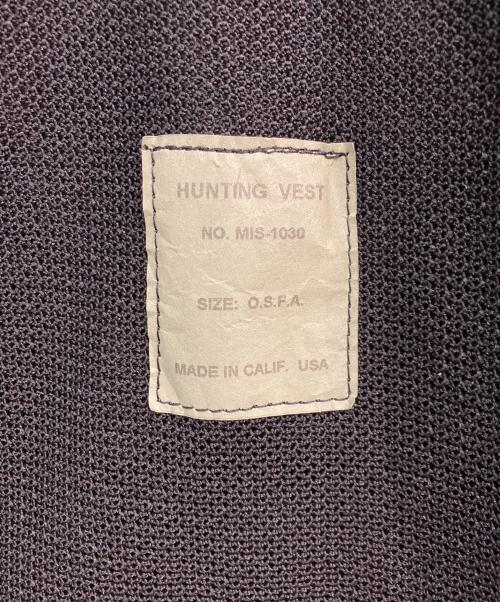 HUNTING VEST
NO. MIS-1030
SIZE: O.S.F.A.
MADE IN CALIF. USA